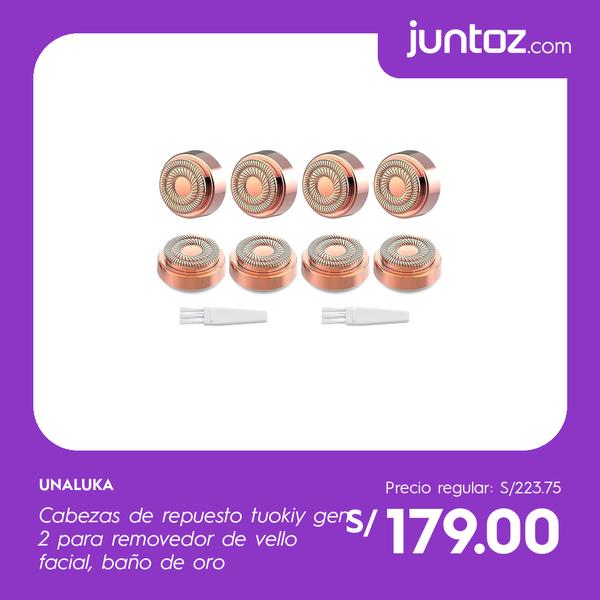 juntoz.com
UNALUKA
Cabezas de repuesto tuokiy gen
2 para removedor de vello
facial, baño de oro
Precio regular: S/223.75
S/179.00